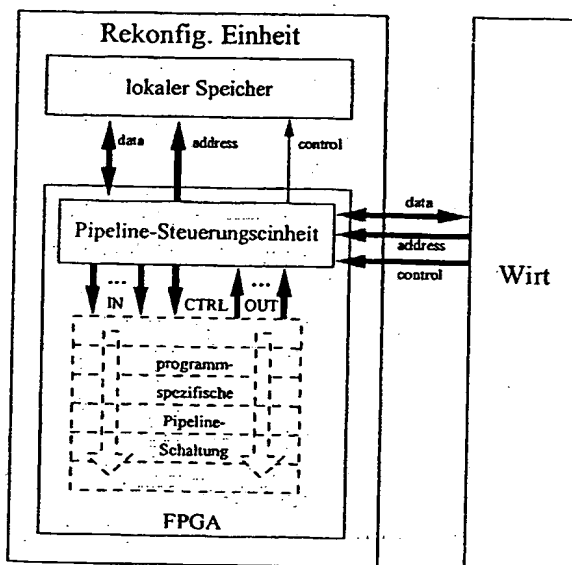 Rekonfig. Einheit
lokaler Speicher
data
address
control
Pipeline-Steuerungseinheit
data
address
control
Wirt
... ...
IN CTRL OUT
programm-
spezifische
Pipeline-
Schaltung
FPGA